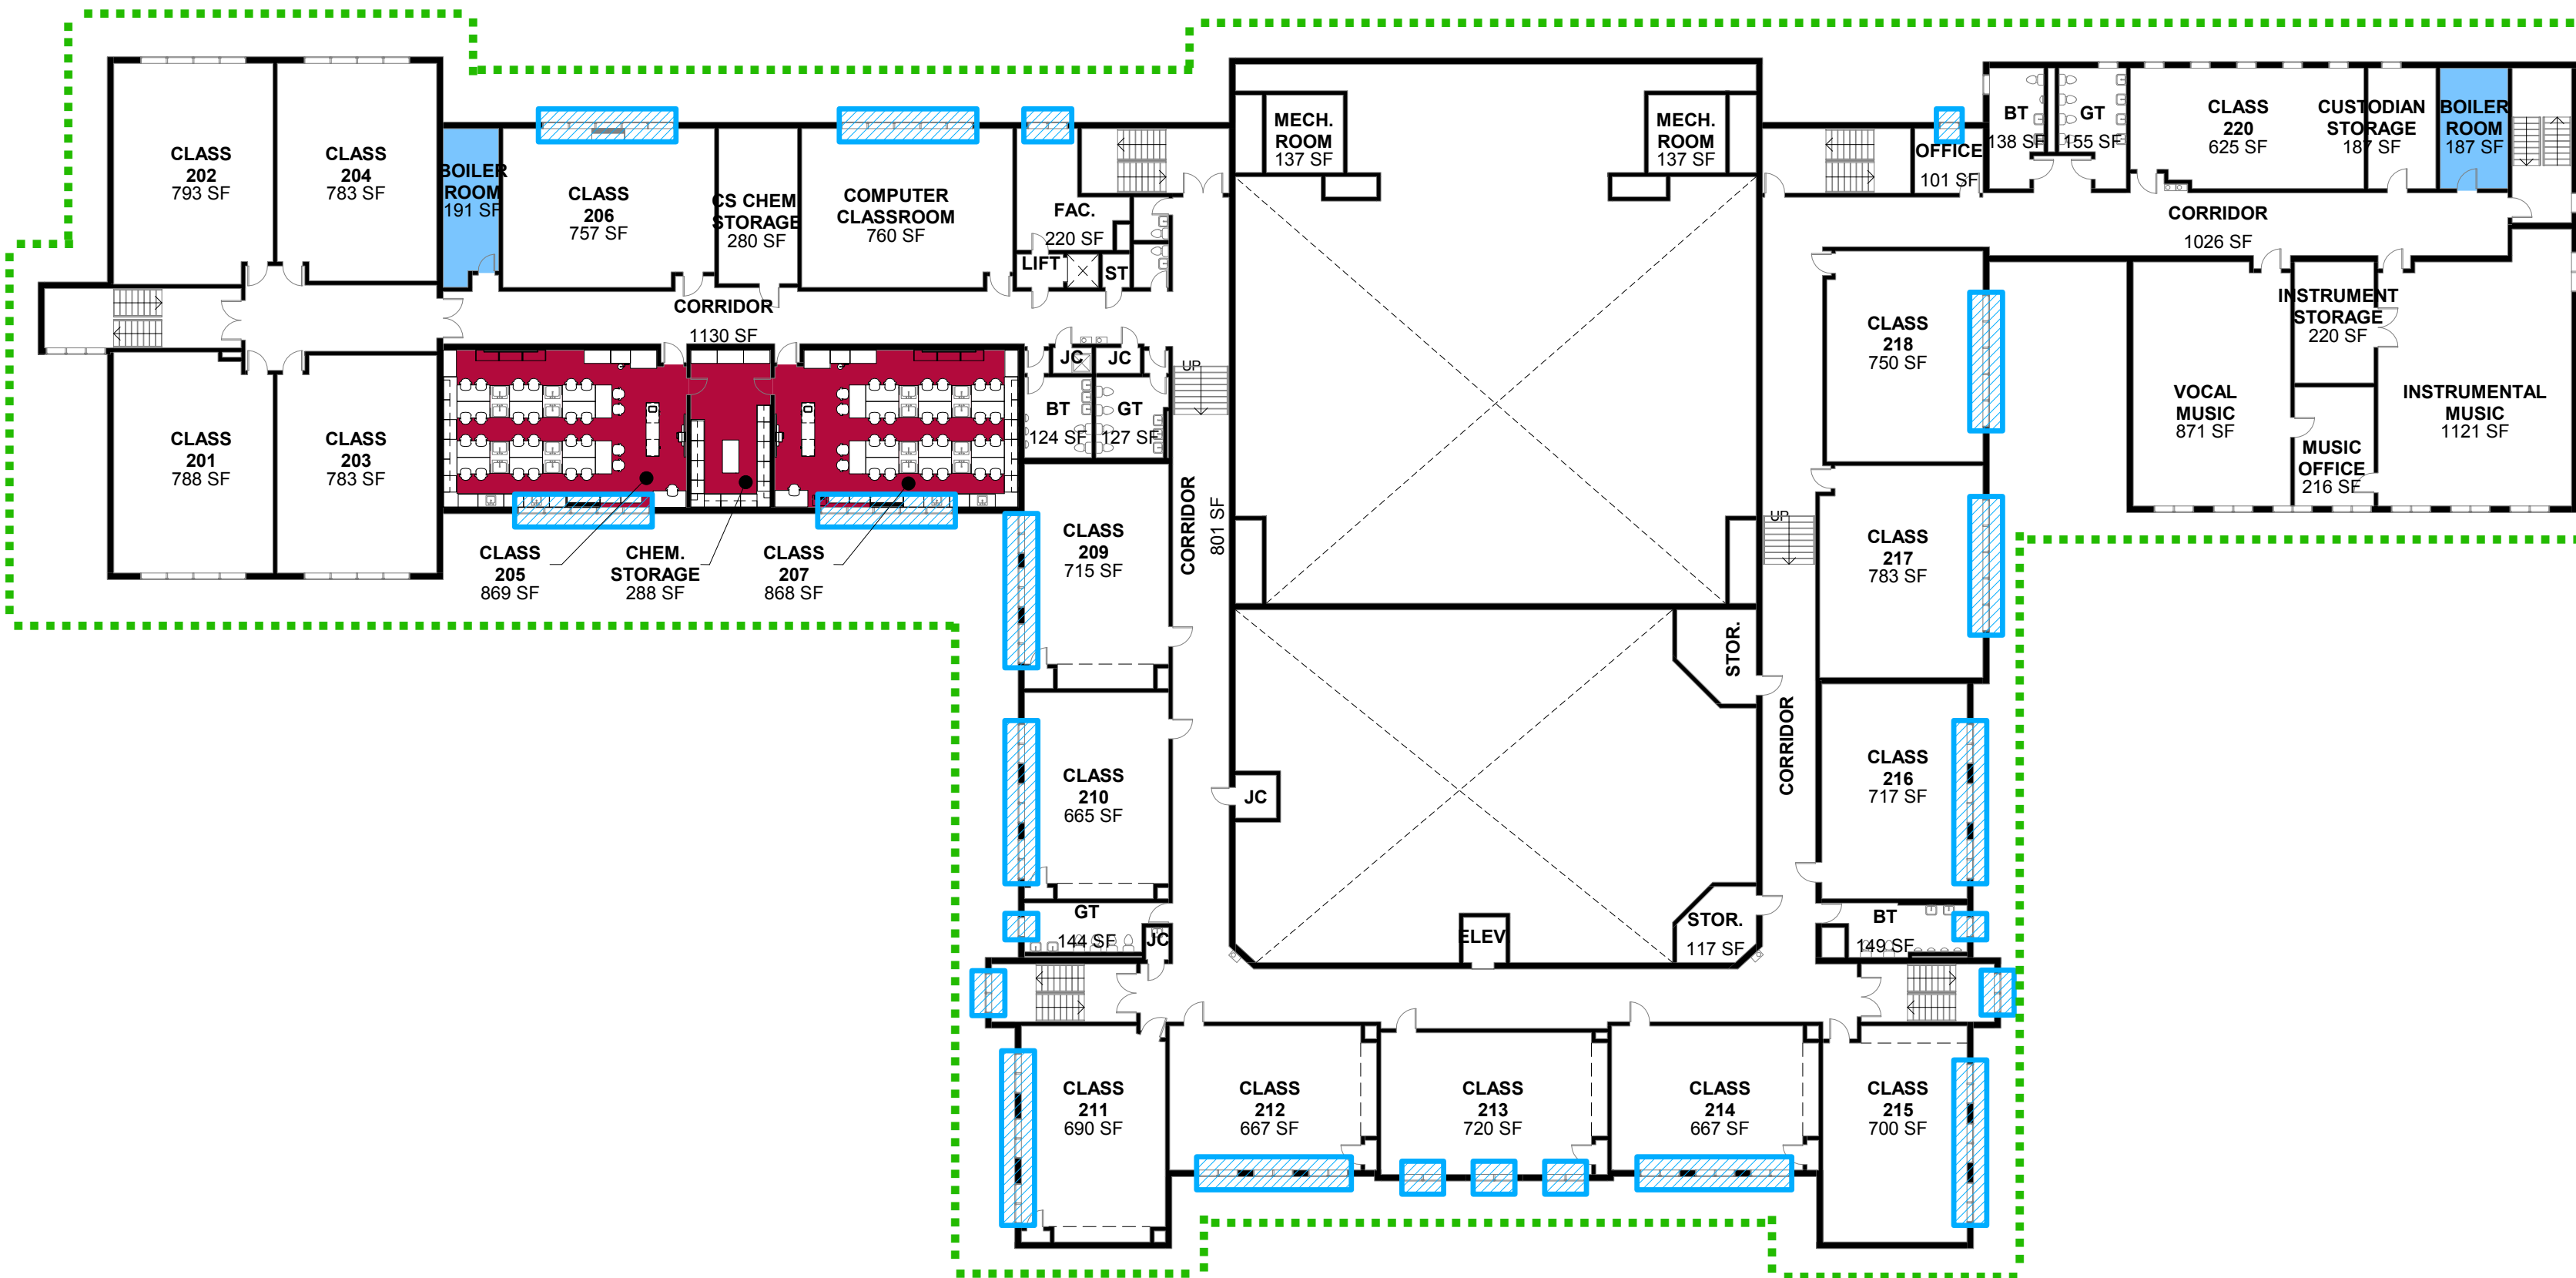 CLASS
202
793 SF
CLASS
204
783 SF
BOILER
ROOM
191 SF
CLASS
206
757 SF
CS CHEM
STORAGE
280 SF
COMPUTER
CLASSROOM
760 SF
FAC.
220 SF
LIFT
ST
MECH.
ROOM
137 SF
MECH.
ROOM
137 SF
OFFICE
101 SF
BT
138 SF
GT
155 SF
CLASS
220
625 SF
CUSTODIAN
STORAGE
187 SF
BOILER
ROOM
187 SF
CORRIDOR
1026 SF
CORRIDOR
1130 SF
CLASS
201
788 SF
CLASS
203
783 SF
JC
JC
BT
124 SF
GT
127 SF
UP
CLASS
205
869 SF
CHEM.
STORAGE
288 SF
CLASS
207
868 SF
CLASS
209
715 SF
CORRIDOR
801 SF
CLASS
218
750 SF
VOCAL
MUSIC
871 SF
INSTRUMENT
STORAGE
220 SF
MUSIC
OFFICE
216 SF
INSTRUMENTAL
MUSIC
1121 SF
UP
CLASS
217
783 SF
STOR.
CORRIDOR
CLASS
210
665 SF
JC
CLASS
216
717 SF
GT
144 SF
JC
ELEV
STOR.
117 SF
BT
149 SF
CLASS
211
690 SF
CLASS
212
667 SF
CLASS
213
720 SF
CLASS
214
667 SF
CLASS
215
700 SF